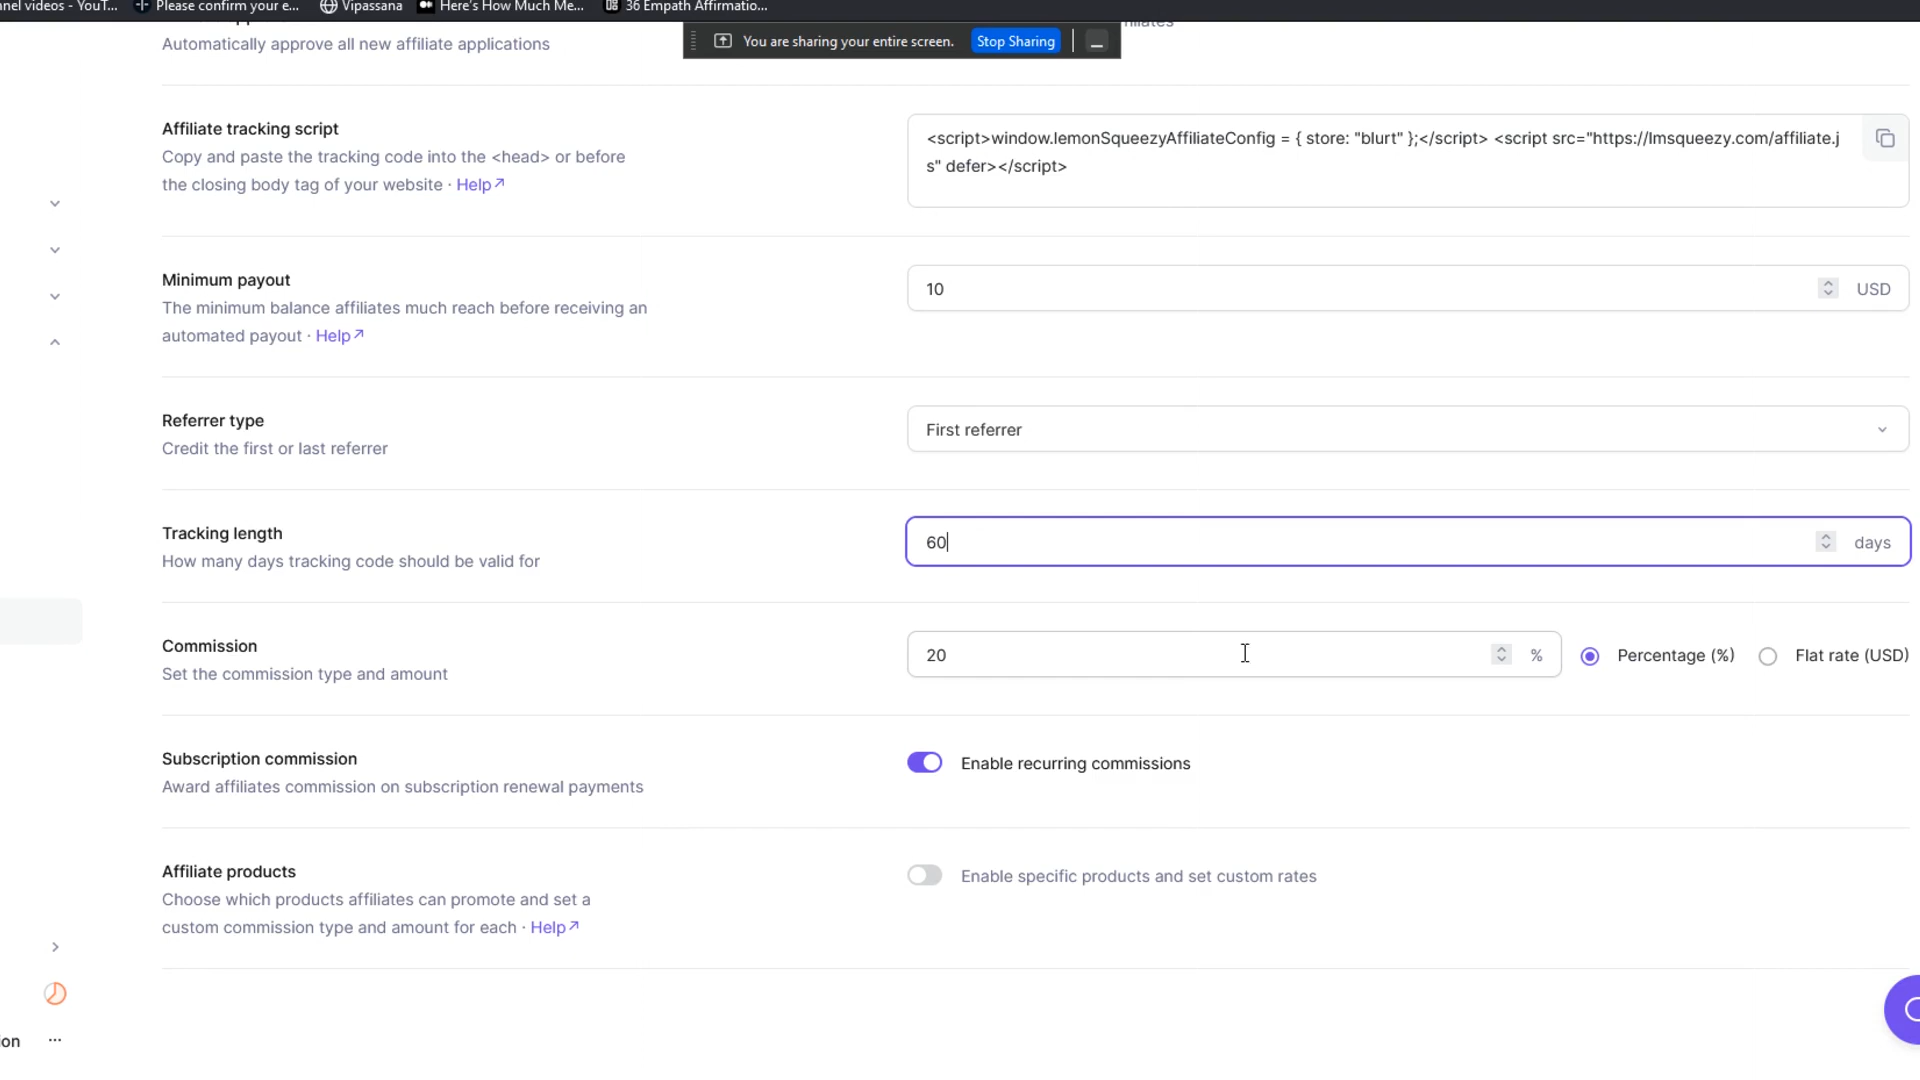 nnel videos - YouT... Please confirm your e... Vipassana Here's How Much Me... 36 Empath Affirmatio...
Automatically approve all new affiliate applications
You are sharing your entire screen. Stop Sharing
Affiliate tracking script
Copy and paste the tracking code into the <head> or before
the closing body tag of your website · Help
<script>window.lemonSqueezyAffiliateConfig = { store: "blurt" };</script> <script src="https://lmsqueezy.com/affiliate.j
s" defer></script>
Minimum payout
The minimum balance affiliates much reach before receiving an
automated payout · Help
10 USD
Referrer type
Credit the first or last referrer
First referrer
Tracking length
How many days tracking code should be valid for
60 days
Commission
Set the commission type and amount
20 % Percentage (%) Flat rate (USD)
Subscription commission
Award affiliates commission on subscription renewal payments
Enable recurring commissions
Affiliate products
Choose which products affiliates can promote and set a
custom commission type and amount for each · Help
Enable specific products and set custom rates
ion ...